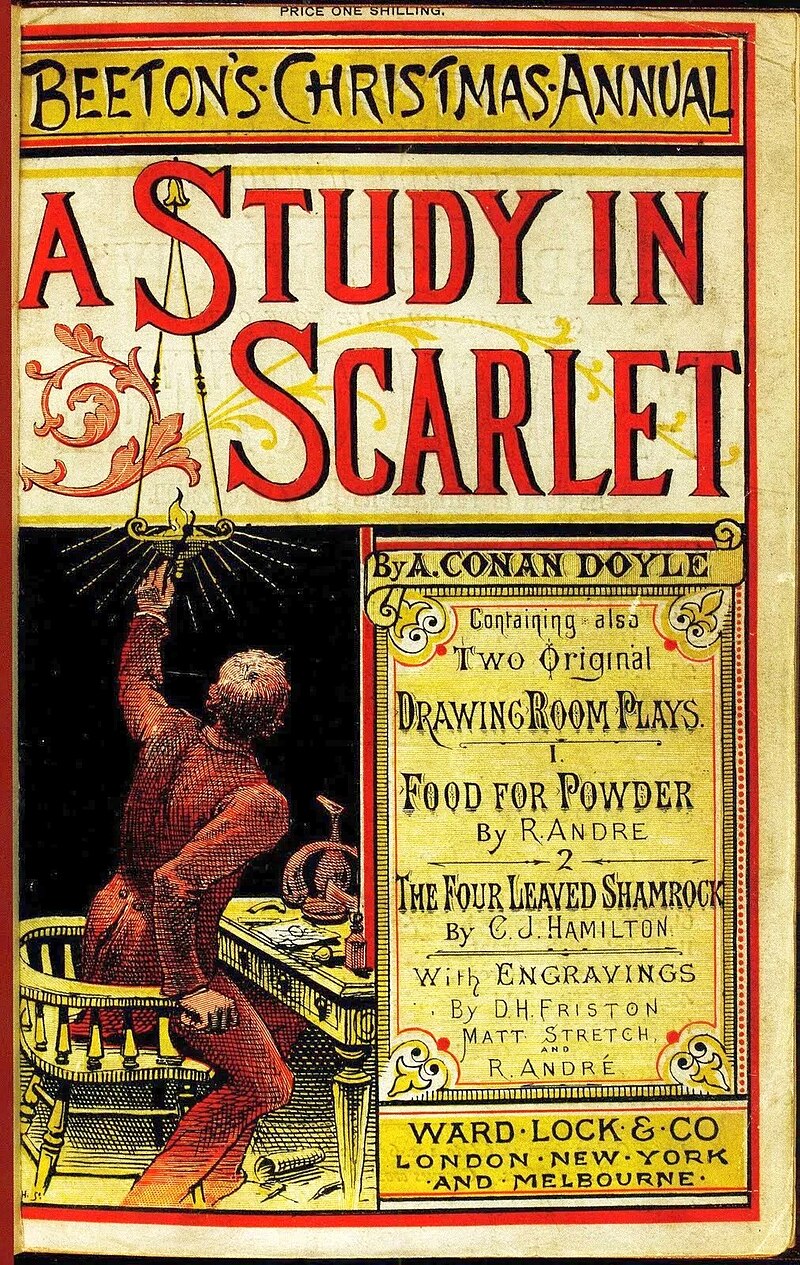 PRICE ONE SHILLING.
BEETON'S·CHRISTMAS·ANNUAL
A STUDY IN
SCARLET
By A. CONAN DOYLE
Containing also
Two Original
DRAWING ROOM PLAYS.
1.
FOOD FOR POWDER
By R. ANDRE
2
THE FOUR LEAVED SHAMROCK
By C. J. HAMILTON
With ENGRAVINGS
By D. H. FRISTON
MATT STRETCH,
AND
R. ANDRÉ
WARD·LOCK·&·CO
LONDON·NEW·YORK
·AND·MELBOURNE·